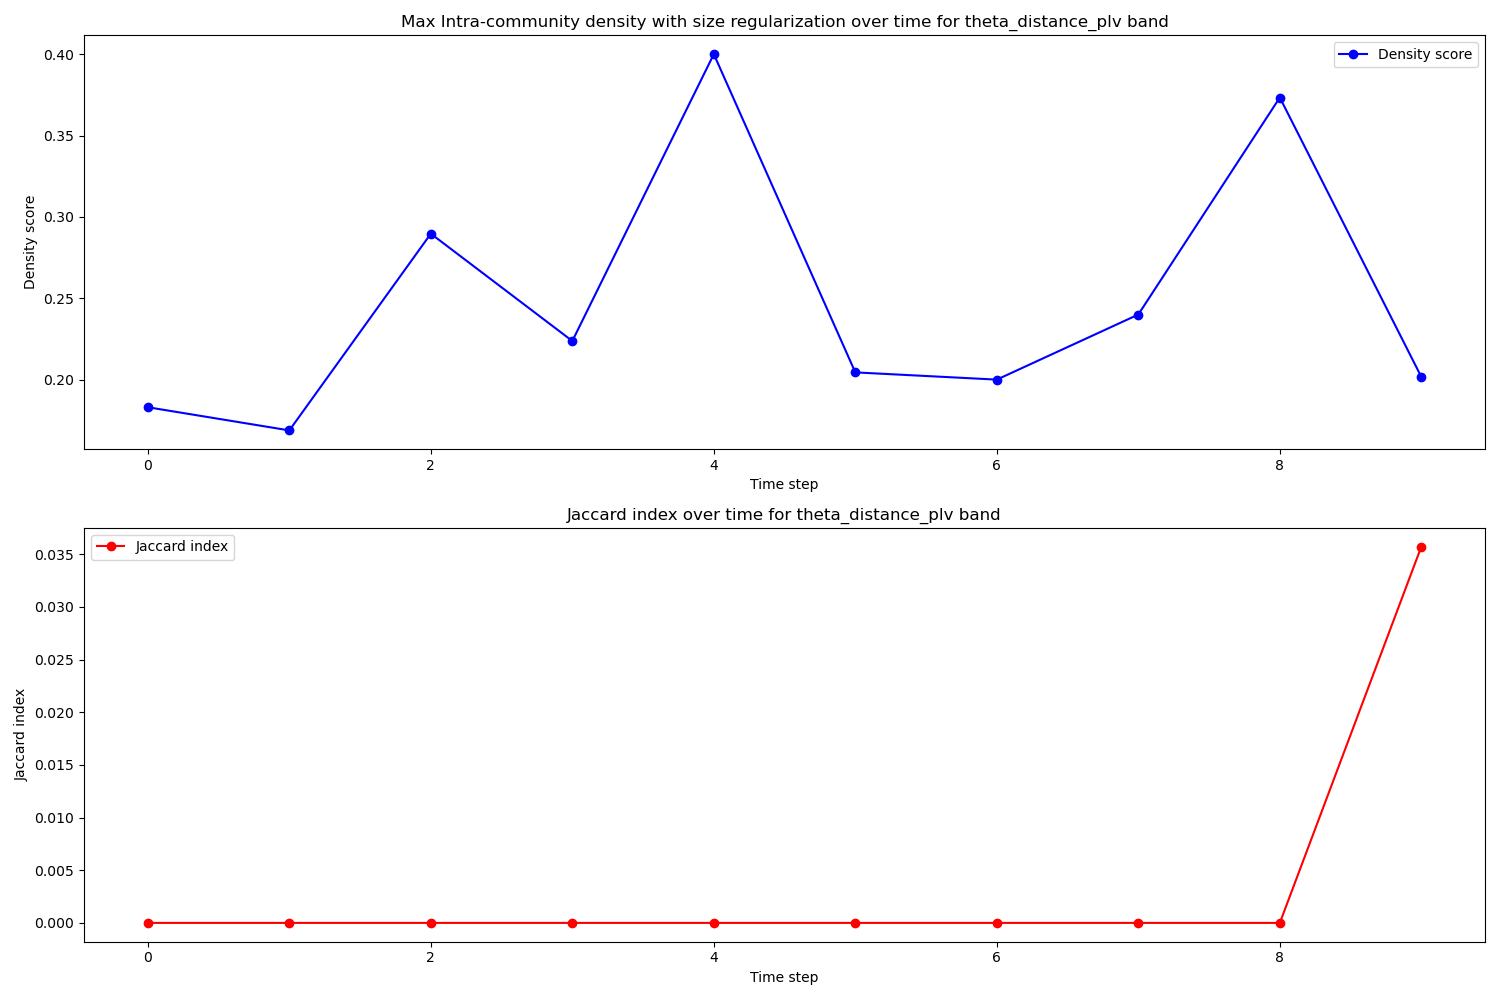 Max Intra-community density with size regularization over time for theta_distance_plv band
Density score
0.40
0.35
0.30
0.25
0.20
Density score
0 2 4 6 8
Time step
Jaccard index over time for theta_distance_plv band
Jaccard index
0.035
0.030
0.025
0.020
0.015
0.010
0.005
0.000
Jaccard index
0 2 4 6 8
Time step